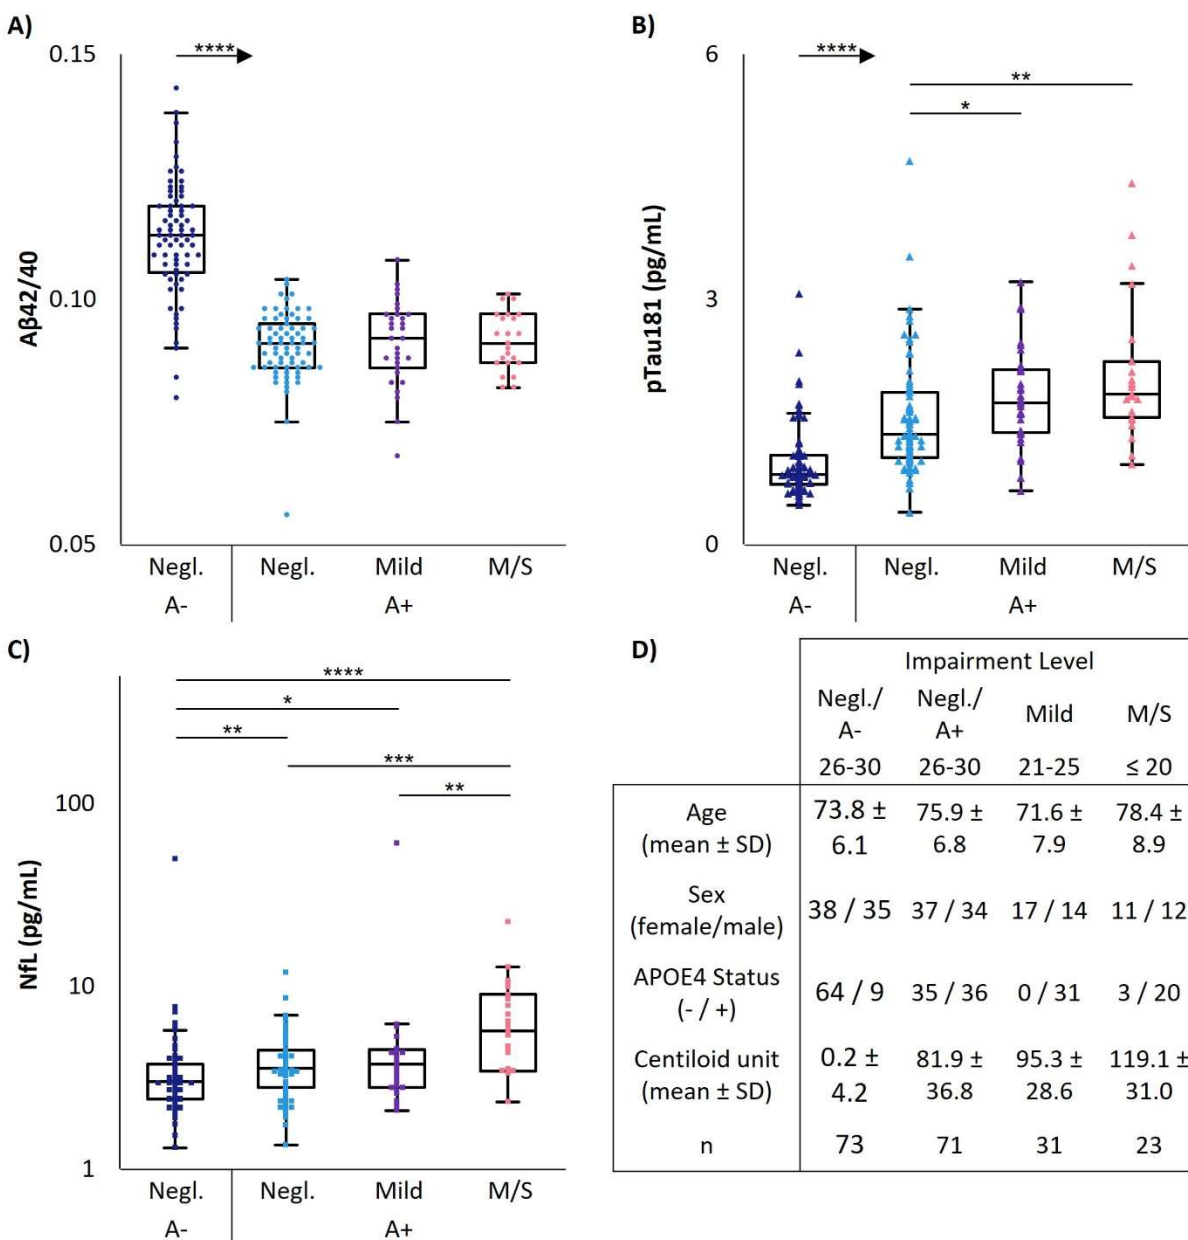 A)
****
0.15
0.10
0.05
Aβ42/40
Negl. Negl. Mild M/S
A- A+
B)
****
**
*
6
3
0
pTau181 (pg/mL)
Negl. Negl. Mild M/S
A- A+
C)
****
*
**
***
**
100
10
1
NfL (pg/mL)
Negl. Negl. Mild M/S
A- A+
D)
Impairment Level
Negl./ Negl./ Mild M/S
A- A+
26-30 26-30 21-25 ≤ 20
Age 73.8 ± 75.9 ± 71.6 ± 78.4 ±
(mean ± SD) 6.1 6.8 7.9 8.9
Sex
(female/male) 38 / 35 37 / 34 17 / 14 11 / 12
APOE4 Status
(- / +) 64 / 9 35 / 36 0 / 31 3 / 20
Centiloid unit 0.2 ± 81.9 ± 95.3 ± 119.1 ±
(mean ± SD) 4.2 36.8 28.6 31.0
n 73 71 31 23